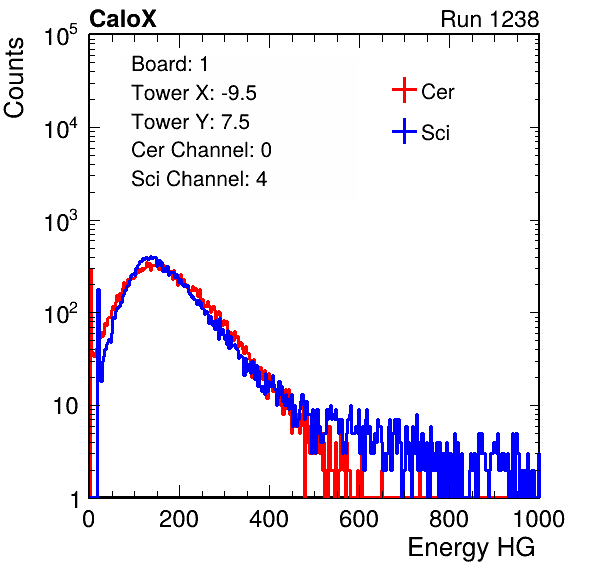 CaloX Run 1238
Counts
10^5
10^4
10^3
10^2
10
1
Board: 1
Tower X: -9.5
Tower Y: 7.5
Cer Channel: 0
Sci Channel: 4
Cer
Sci
0 200 400 600 800 1000
Energy HG